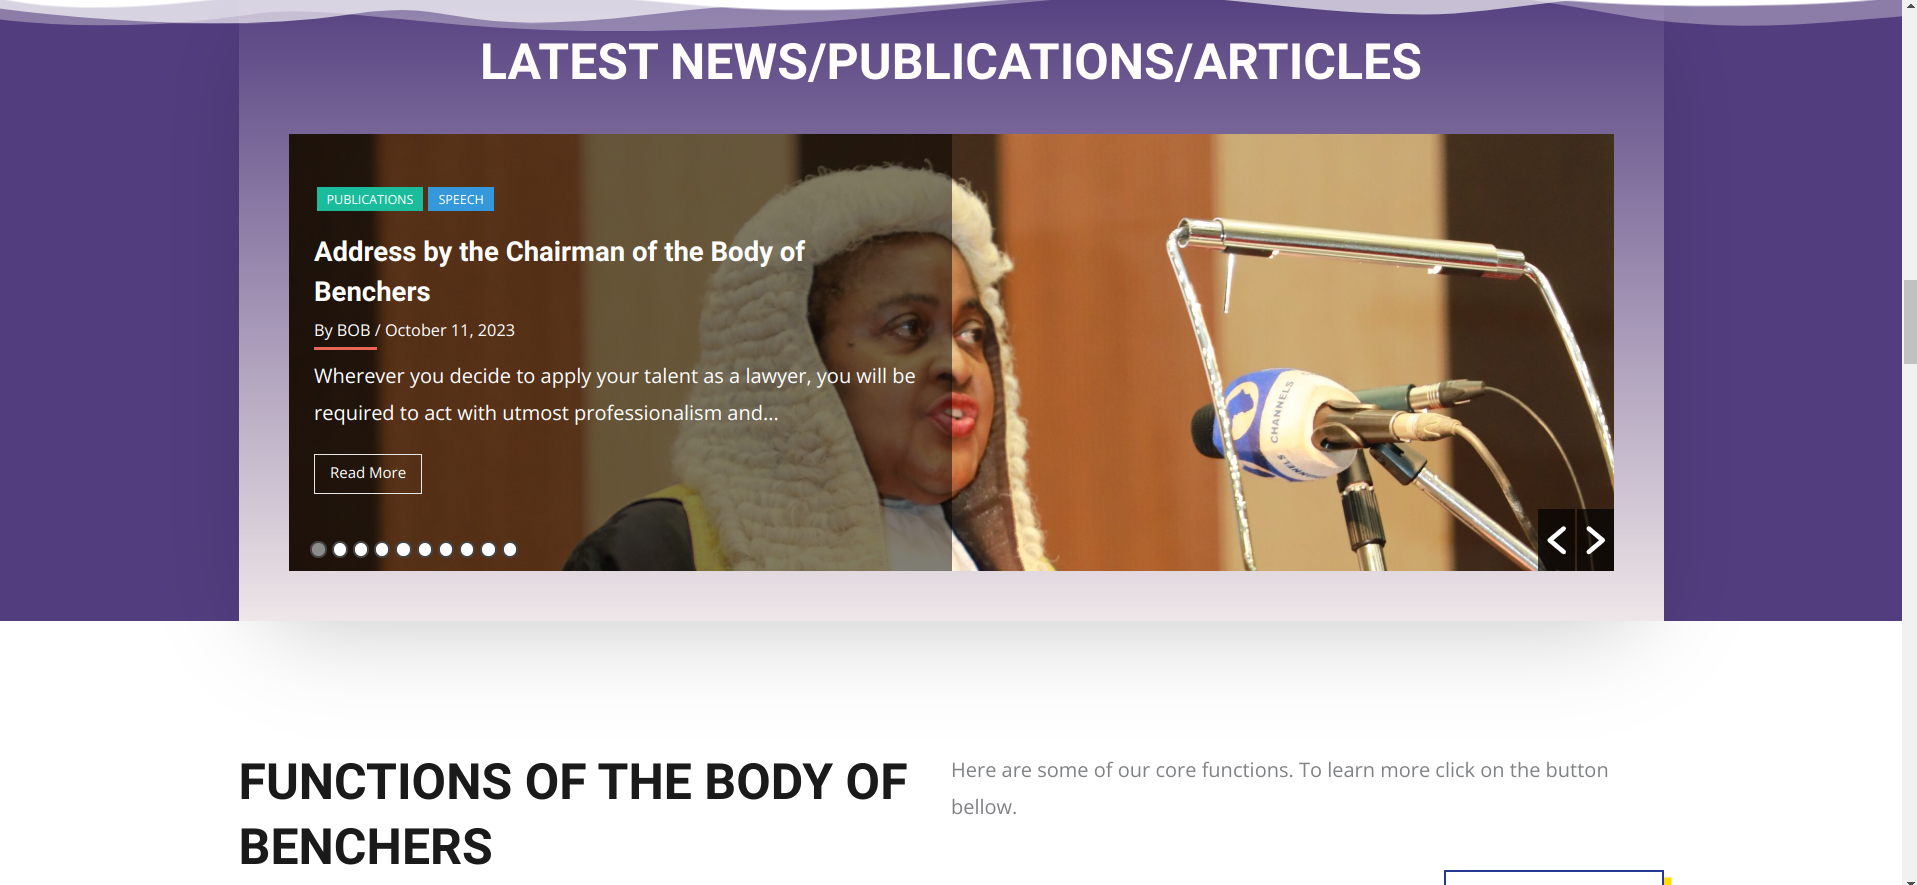 LATEST NEWS/PUBLICATIONS/ARTICLES
PUBLICATIONS SPEECH
Address by the Chairman of the Body of
Benchers
By BOB / October 11, 2023
Wherever you decide to apply your talent as a lawyer, you will be
required to act with utmost professionalism and...
Read More
CHANNELS
CHANNELS
FUNCTIONS OF THE BODY OF
BENCHERS
Here are some of our core functions. To learn more click on the button
bellow.